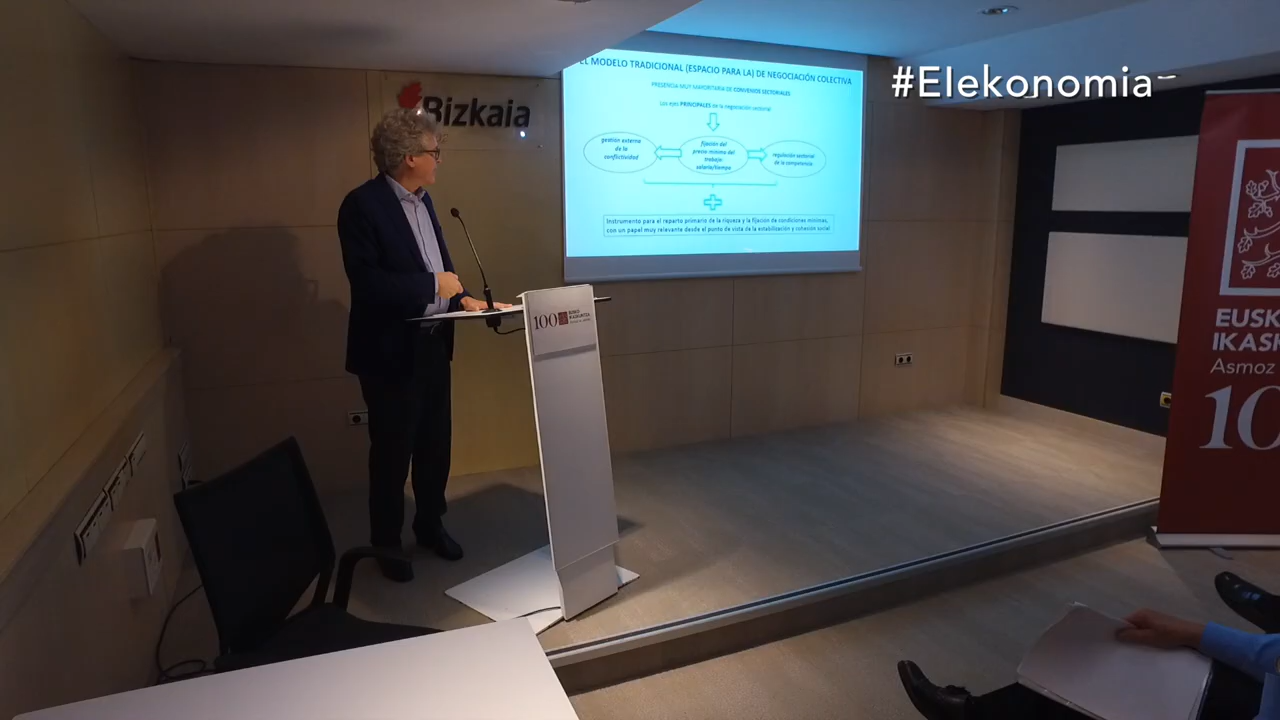 #Elekonomia
Bizkaia
EL MODELO TRADICIONAL (ESPACIO PARA LA) DE NEGOCIACIÓN COLECTIVA
PRESENCIA MUY MAYORITARIA DE CONVENIOS SECTORIALES
Los ejes PRINCIPALES de la negociación sectorial:
gestión externa
de la
conflictividad
fijación del
precio mínimo del
trabajo:
salario/tiempo
regulación sectorial
de la competencia
Instrumento para el reparto primario de la riqueza y la fijación de condiciones mínimas,
con un papel muy relevante desde el punto de vista de la estabilización y cohesión social
100
EUSKO
IKASKUNTZA
EUSK
IKASK
Asmoz
10